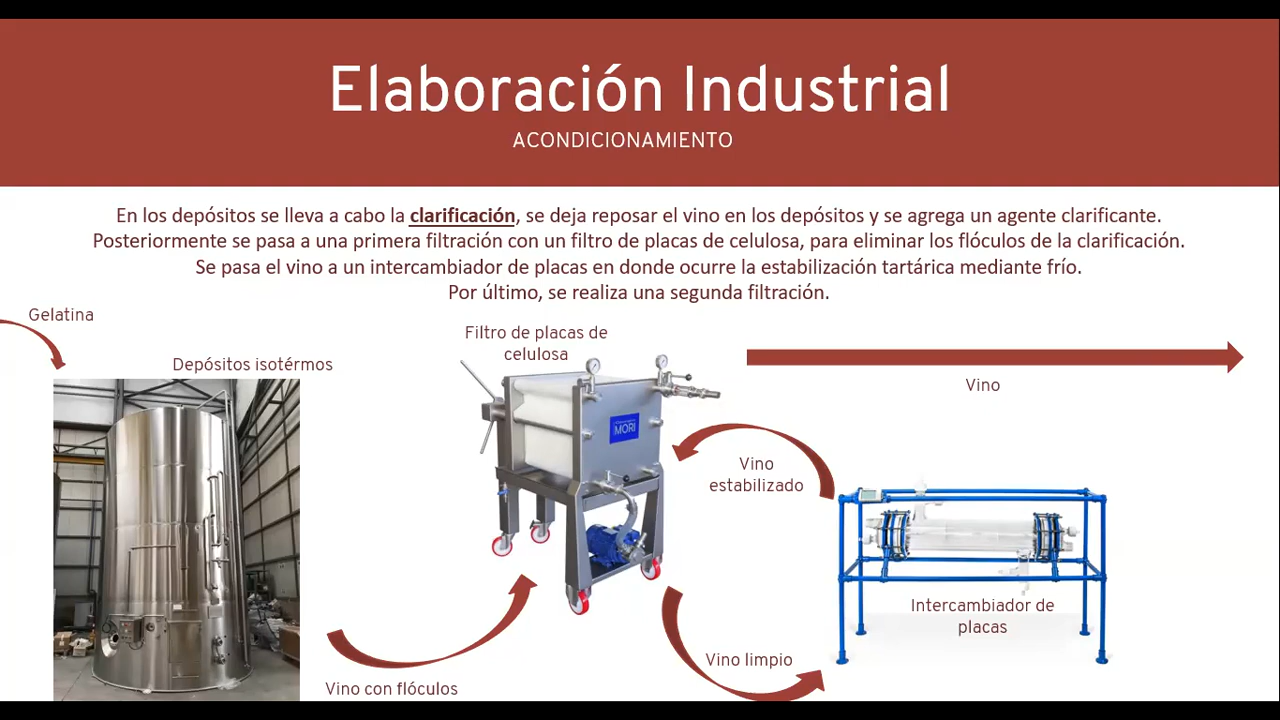 Elaboración Industrial
ACONDICIONAMIENTO
En los depósitos se lleva a cabo la clarificación, se deja reposar el vino en los depósitos y se agrega un agente clarificante.
Posteriormente se pasa a una primera filtración con un filtro de placas de celulosa, para eliminar los flóculos de la clarificación.
Se pasa el vino a un intercambiador de placas en donde ocurre la estabilización tartárica mediante frío.
Por último, se realiza una segunda filtración.
Gelatina
Depósitos isotérmos
Filtro de placas de
celulosa
Vino
MORI
Vino
estabilizado
Intercambiador de
placas
Vino limpio
Vino con flóculos